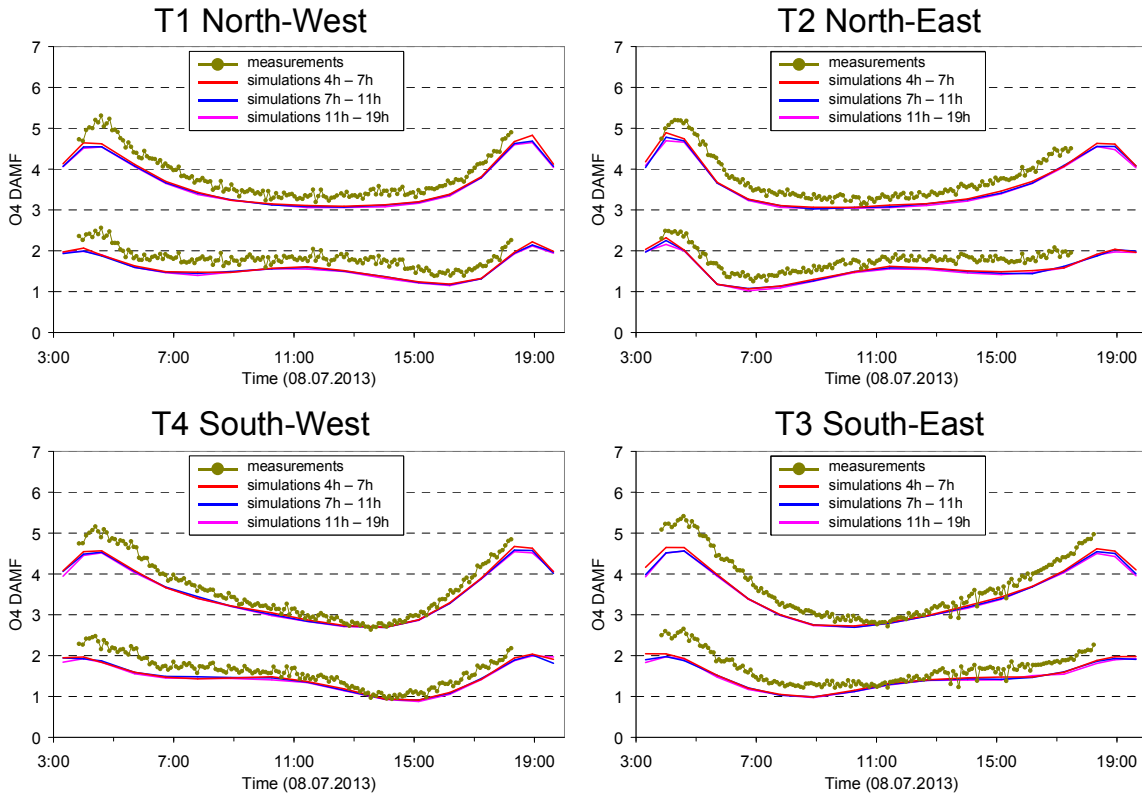 T1 North-West
7
6
5
4
3
2
1
0
O4 DAMF
measurements
simulations 4h – 7h
simulations 7h – 11h
simulations 11h – 19h
3:00 7:00 11:00 15:00 19:00
Time (08.07.2013)
T2 North-East
7
6
5
4
3
2
1
0
O4 DAMF
measurements
simulations 4h – 7h
simulations 7h – 11h
simulations 11h – 19h
3:00 7:00 11:00 15:00 19:00
Time (08.07.2013)
T4 South-West
7
6
5
4
3
2
1
0
O4 DAMF
measurements
simulations 4h – 7h
simulations 7h – 11h
simulations 11h – 19h
3:00 7:00 11:00 15:00 19:00
Time (08.07.2013)
T3 South-East
7
6
5
4
3
2
1
0
O4 DAMF
measurements
simulations 4h – 7h
simulations 7h – 11h
simulations 11h – 19h
3:00 7:00 11:00 15:00 19:00
Time (08.07.2013)